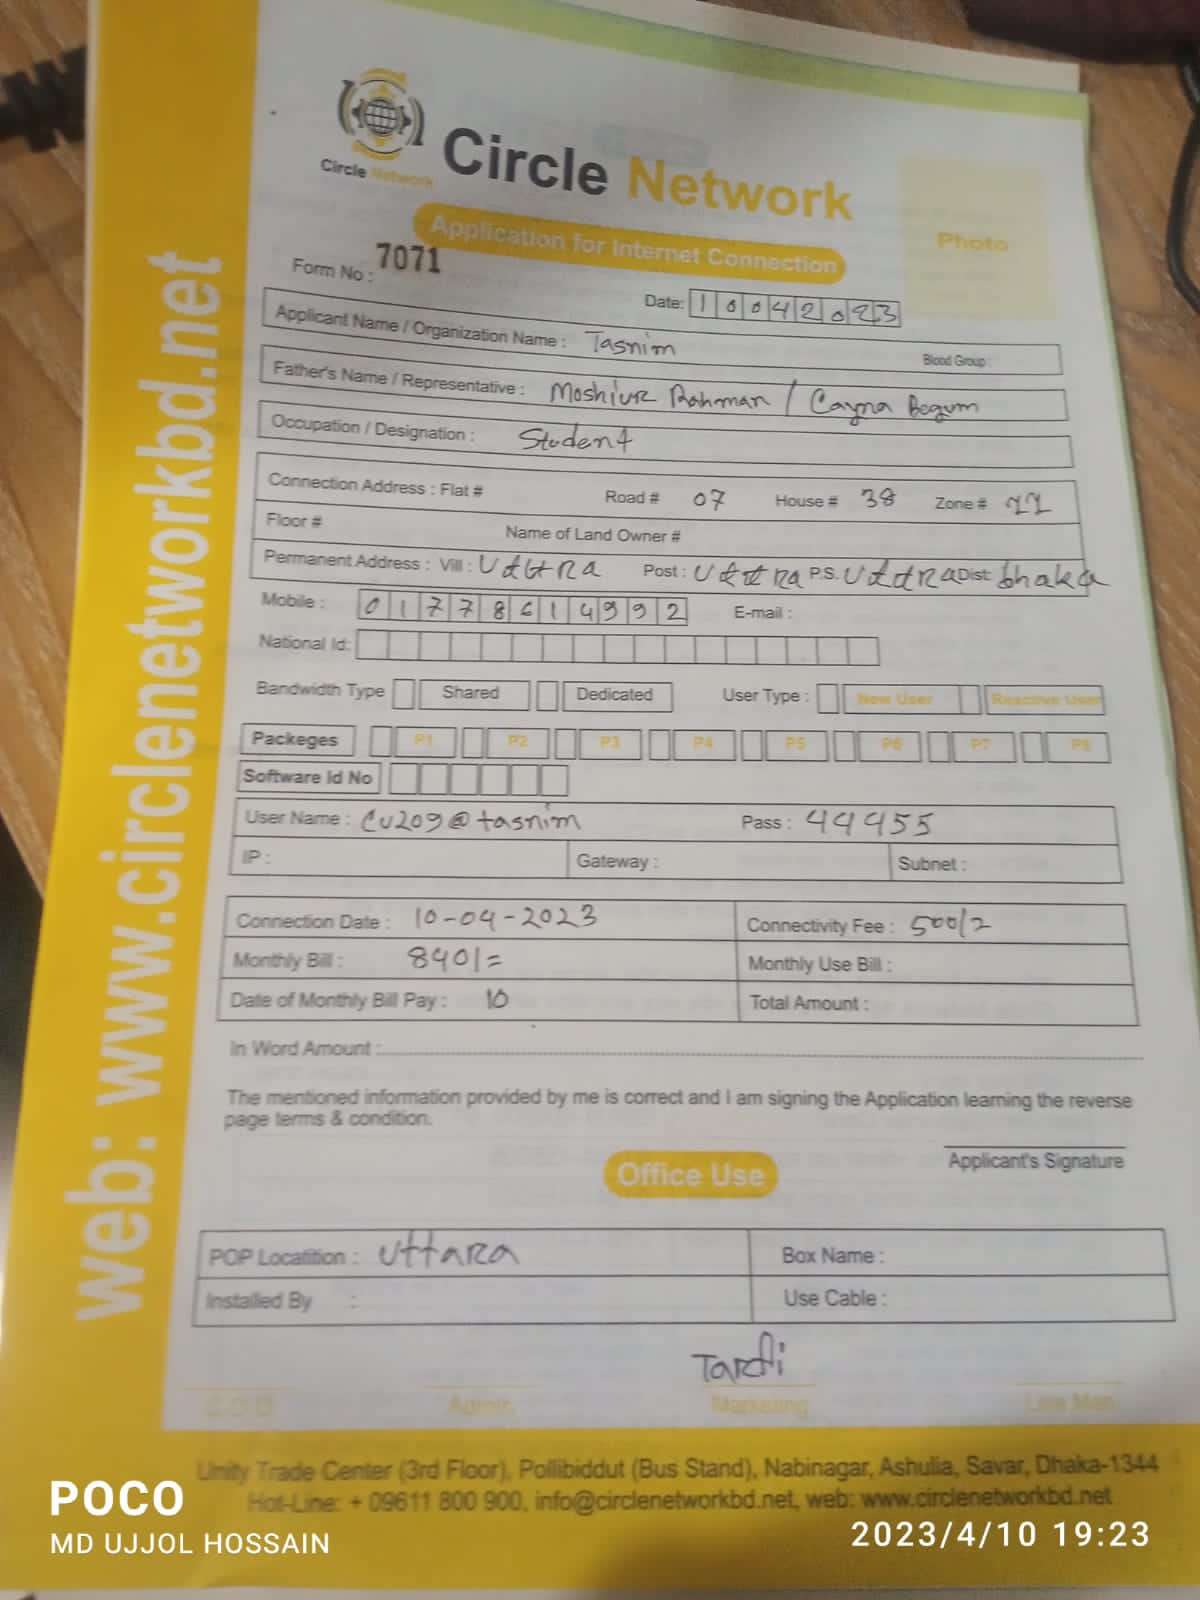 Circle Network
Circle Network
Application for Internet Connection
Photo
Form No : 7071
Date: 10042023
Applicant Name / Organization Name : Tasnim Blood Group :
Father's Name / Representative : Moshiur Rahman / Cayna Begum
Occupation / Designation : Student
Connection Address : Flat # Road # 07 House # 38 Zone # 11
Floor # Name of Land Owner #
Permanent Address : Vill : Uttra Post : Uttra P.S. Uttra Dist: Dhaka
Mobile : 01778614992 E-mail :
National Id:
Bandwidth Type Shared Dedicated User Type : New User Reactive User
Packeges P1 P2 P3 P4 P5 P6 P7 P8
Software Id No
User Name : Cu209@tasnim Pass : 44455
IP : Gateway : Subnet :
Connection Date : 10-04-2023 Connectivity Fee : 500/2
Monthly Bill : 840/= Monthly Use Bill :
Date of Monthly Bill Pay : 10 Total Amount :
In Word Amount :
The mentioned information provided by me is correct and I am signing the Application learning the reverse
page terms & condition.
Applicant's Signature
Office Use
POP Locatition : Uttara Box Name :
Installed By : Use Cable :
Admin Marketing Line Man
Unity Trade Center (3rd Floor), Pollibiddut (Bus Stand), Nabinagar, Ashulia, Savar, Dhaka-1344
Hot-Line: + 09611 800 900, info@circlenetworkbd.net, web: www.circlenetworkbd.net
web: www.circlenetworkbd.net
POCO
MD UJJOL HOSSAIN
2023/4/10 19:23